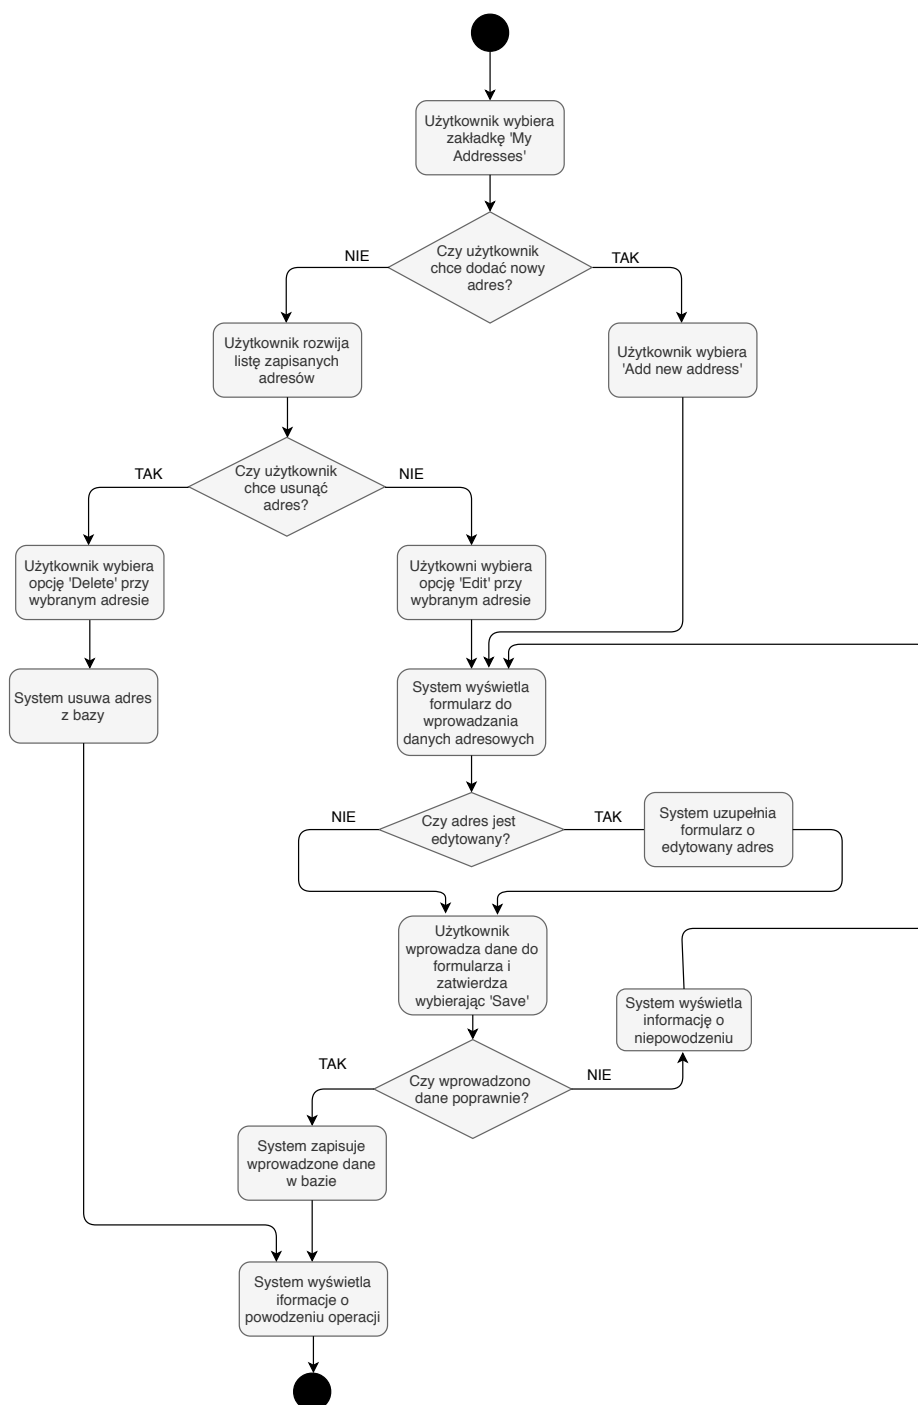 Użytkownik wybiera
zakładkę 'My
Addresses'
Czy użytkownik
chce dodać nowy
adres?
NIE
TAK
Użytkownik rozwija
listę zapisanych
adresów
Użytkownik wybiera
'Add new address'
Czy użytkownik
chce usunąć
adres?
TAK
NIE
Użytkownik wybiera
opcję 'Delete' przy
wybranym adresie
Użytkowni wybiera
opcję 'Edit' przy
wybranym adresie
System usuwa adres
z bazy
System wyświetla
formularz do
wprowadzania
danych adresowych
Czy adres jest
edytowany?
NIE
TAK
System uzupełnia
formularz o
edytowany adres
Użytkownik
wprowadza dane do
formularza i
zatwierdza
wybierając 'Save'
System wyświetla
informację o
niepowodzeniu
Czy wprowadzono
dane poprawnie?
TAK
NIE
System zapisuje
wprowadzone dane
w bazie
System wyświetla
iformacje o
powodzeniu operacji